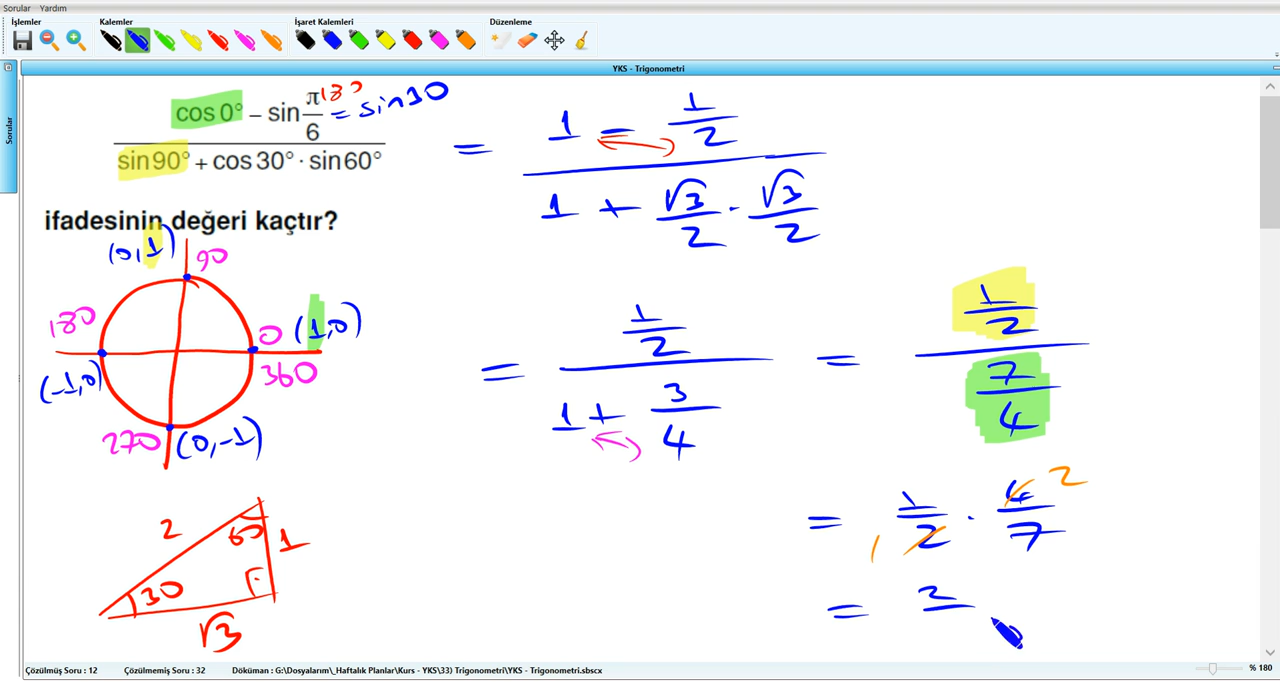 Sorular Yardım
İşlemler Kalemler İşaret Kalemleri Düzenleme
YKS - Trigonometri
Sorular
cos 0° − sin π/6 180 = sin30
sin 90° + cos 30° · sin 60°
= 1 − 1/2
1 + √3/2 · √3/2
ifadesinin değeri kaçtır?
(0,1) 90
180 0 (1,0)
(-1,0) 360
270 (0,-1)
= 1/2
1 + 3/4
= 1/2
7/4
= 1/2 · 4/7
1 2
= 2
2 60 1
30
√3
Çözülmüş Soru : 12 Çözülmemiş Soru : 32 Döküman : G:\Dosyalarım\_Haftalık Planlar\Kurs - YKS\33) Trigonometri\YKS - Trigonometri.sbscx % 180